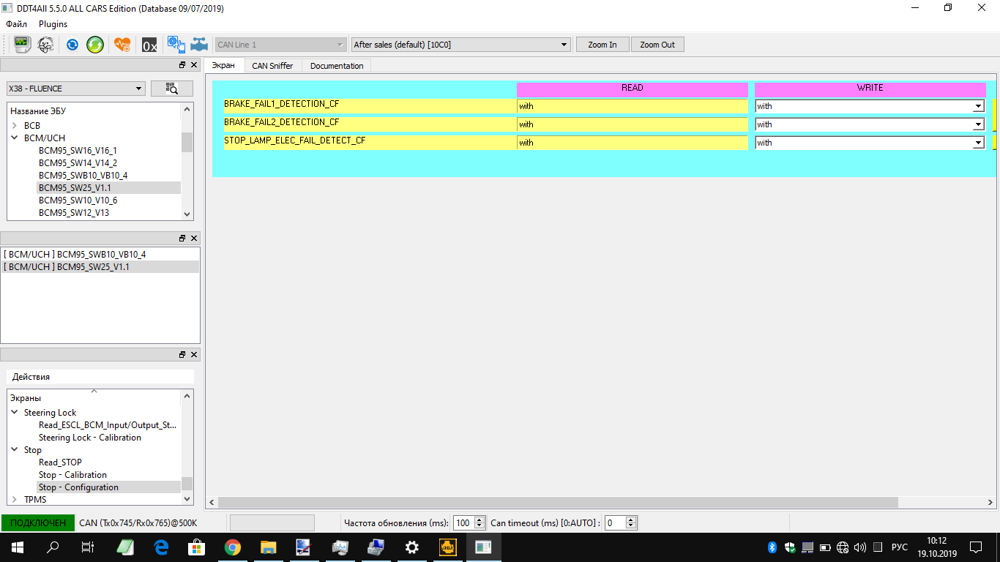 DDT4All 5.5.0 ALL CARS Edition (Database 09/07/2019)
Файл Plugins
0x
CAN Line 1
After sales (default) [10C0]
Zoom In
Zoom Out
Экран CAN Sniffer Documentation
X38 - FLUENCE
Название ЭБУ
BCB
BCM/UCH
BCM95_SW16_V16_1
BCM95_SW14_V14_2
BCM95_SWB10_VB10_4
BCM95_SW25_V1.1
BCM95_SW10_V10_6
BCM95_SW12_V13
[ BCM/UCH ] BCM95_SWB10_VB10_4
[ BCM/UCH ] BCM95_SW25_V1.1
Действия
Экраны
Steering Lock
Read_ESCL_BCM_Input/Output_St...
Steering Lock - Calibration
Stop
Read_STOP
Stop - Calibration
Stop - Configuration
TPMS
READ WRITE
BRAKE_FAIL1_DETECTION_CF with with
BRAKE_FAIL2_DETECTION_CF with with
STOP_LAMP_ELEC_FAIL_DETECT_CF with with
ПОДКЛЮЧЕН CAN (Tx0x745/Rx0x765)@500K Частота обновления (ms): 100 Can timeout (ms) [0:AUTO] : 0
CHECK
РУС
10:12
19.10.2019